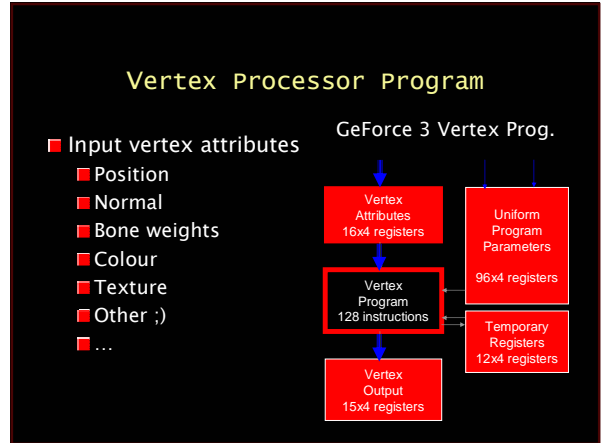 Vertex Processor Program
Input vertex attributes
Position
Normal
Bone weights
Colour
Texture
Other ;)
...
GeForce 3 Vertex Prog.
Vertex
Attributes
16x4 registers
Uniform
Program
Parameters
96x4 registers
Vertex
Program
128 instructions
Temporary
Registers
12x4 registers
Vertex
Output
15x4 registers